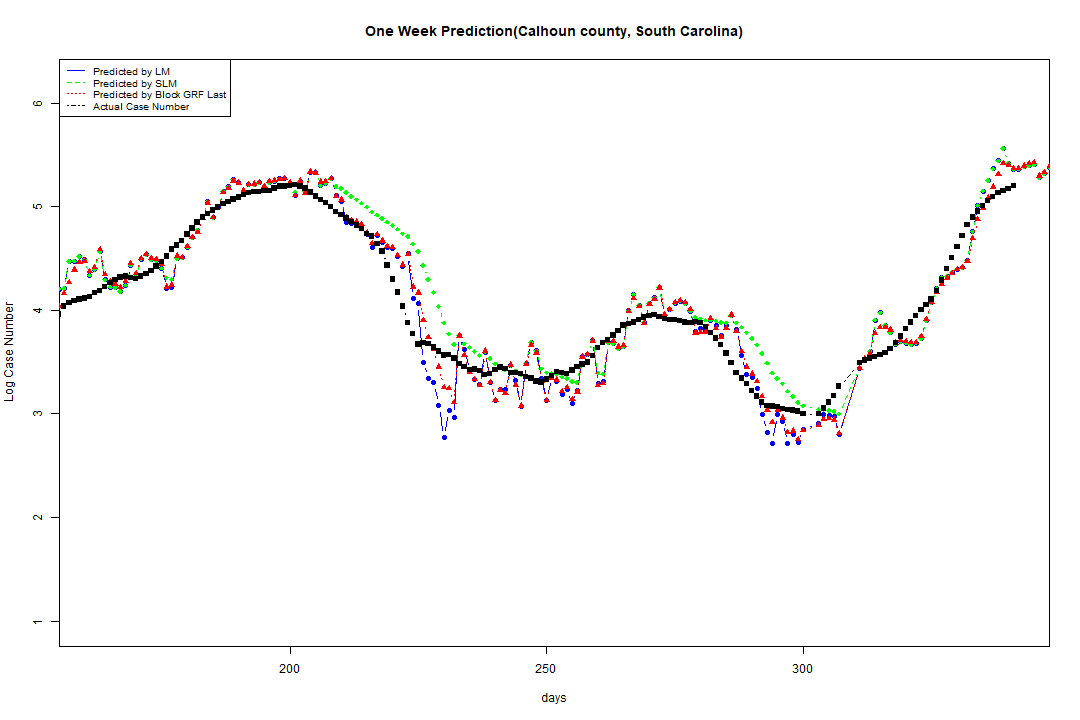 One Week Prediction(Calhoun county, South Carolina)
Predicted by LM
Predicted by SLM
Predicted by Block GRF Last
Actual Case Number
6
5
4
3
2
1
Log Case Number
200 250 300
days